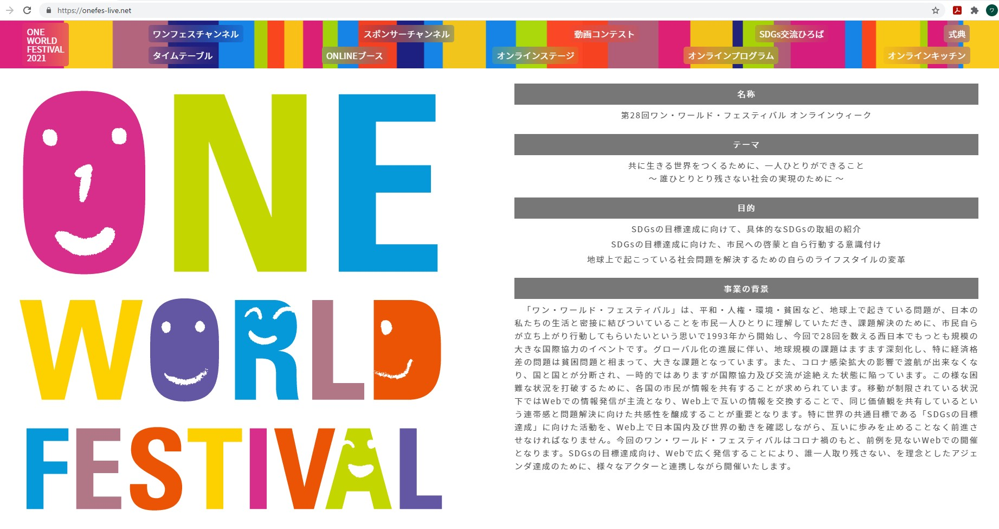 https://onefes-live.net
ワ
ONE
WORLD
FESTIVAL
2021
ワンフェスチャンネル
スポンサーチャンネル
動画コンテスト
SDGs交流ひろば
式典
タイムテーブル
ONLINEブース
オンラインステージ
オンラインプログラム
オンラインキッチン
ONE
1
WORLD
FESTIVAL
名称
第28回ワン・ワールド・フェスティバル オンラインウィーク
テーマ
共に生きる世界をつくるために、一人ひとりができること
～ 誰ひとりとり残さない社会の実現のために ～
目的
SDGsの目標達成に向けて、具体的なSDGsの取組の紹介
SDGsの目標達成に向けた、市民への啓蒙と自ら行動する意識付け
地球上で起こっている社会問題を解決するための自らのライフスタイルの変革
事業の背景
「ワン・ワールド・フェスティバル」は、平和・人権・環境・貧困など、地球上で起きている問題が、日本の
私たちの生活と密接に結びついていることを市民一人ひとりに理解していただき、課題解決のために、市民自ら
が立ち上がり行動してもらいたいという思いで1993年から開始し、今回で28回を数える西日本でもっとも規模の
大きな国際協力のイベントです。グローバル化の進展に伴い、地球規模の課題はますます深刻化し、特に経済格
差の問題は貧困問題と相まって、大きな課題となっています。また、コロナ感染拡大の影響で渡航が出来なくな
り、国と国とが分断され、一時的ではありますが国際協力及び交流が途絶えた状態に陥っています。この様な困
難な状況を打破するために、各国の市民が情報を共有することが求められています。移動が制限されている状況
下ではWebでの情報発信が主流となり、Web上で互いの情報を交換することで、同じ価値観を共有しているとい
う連帯感と問題解決に向けた共感性を醸成することが重要となります。特に世界の共通目標である「SDGsの目標
達成」に向けた活動を、Web上で日本国内及び世界の動きを確認しながら、互いに歩みを止めることなく前進さ
せなければなりません。今回のワン・ワールド・フェスティバルはコロナ禍のもと、前例を見ないWebでの開催
となります。SDGsの目標達成向け、Webで広く発信することにより、誰一人取り残さない、を理念としたアジェ
ンダ達成のために、様々なアクターと連携しながら開催いたします。